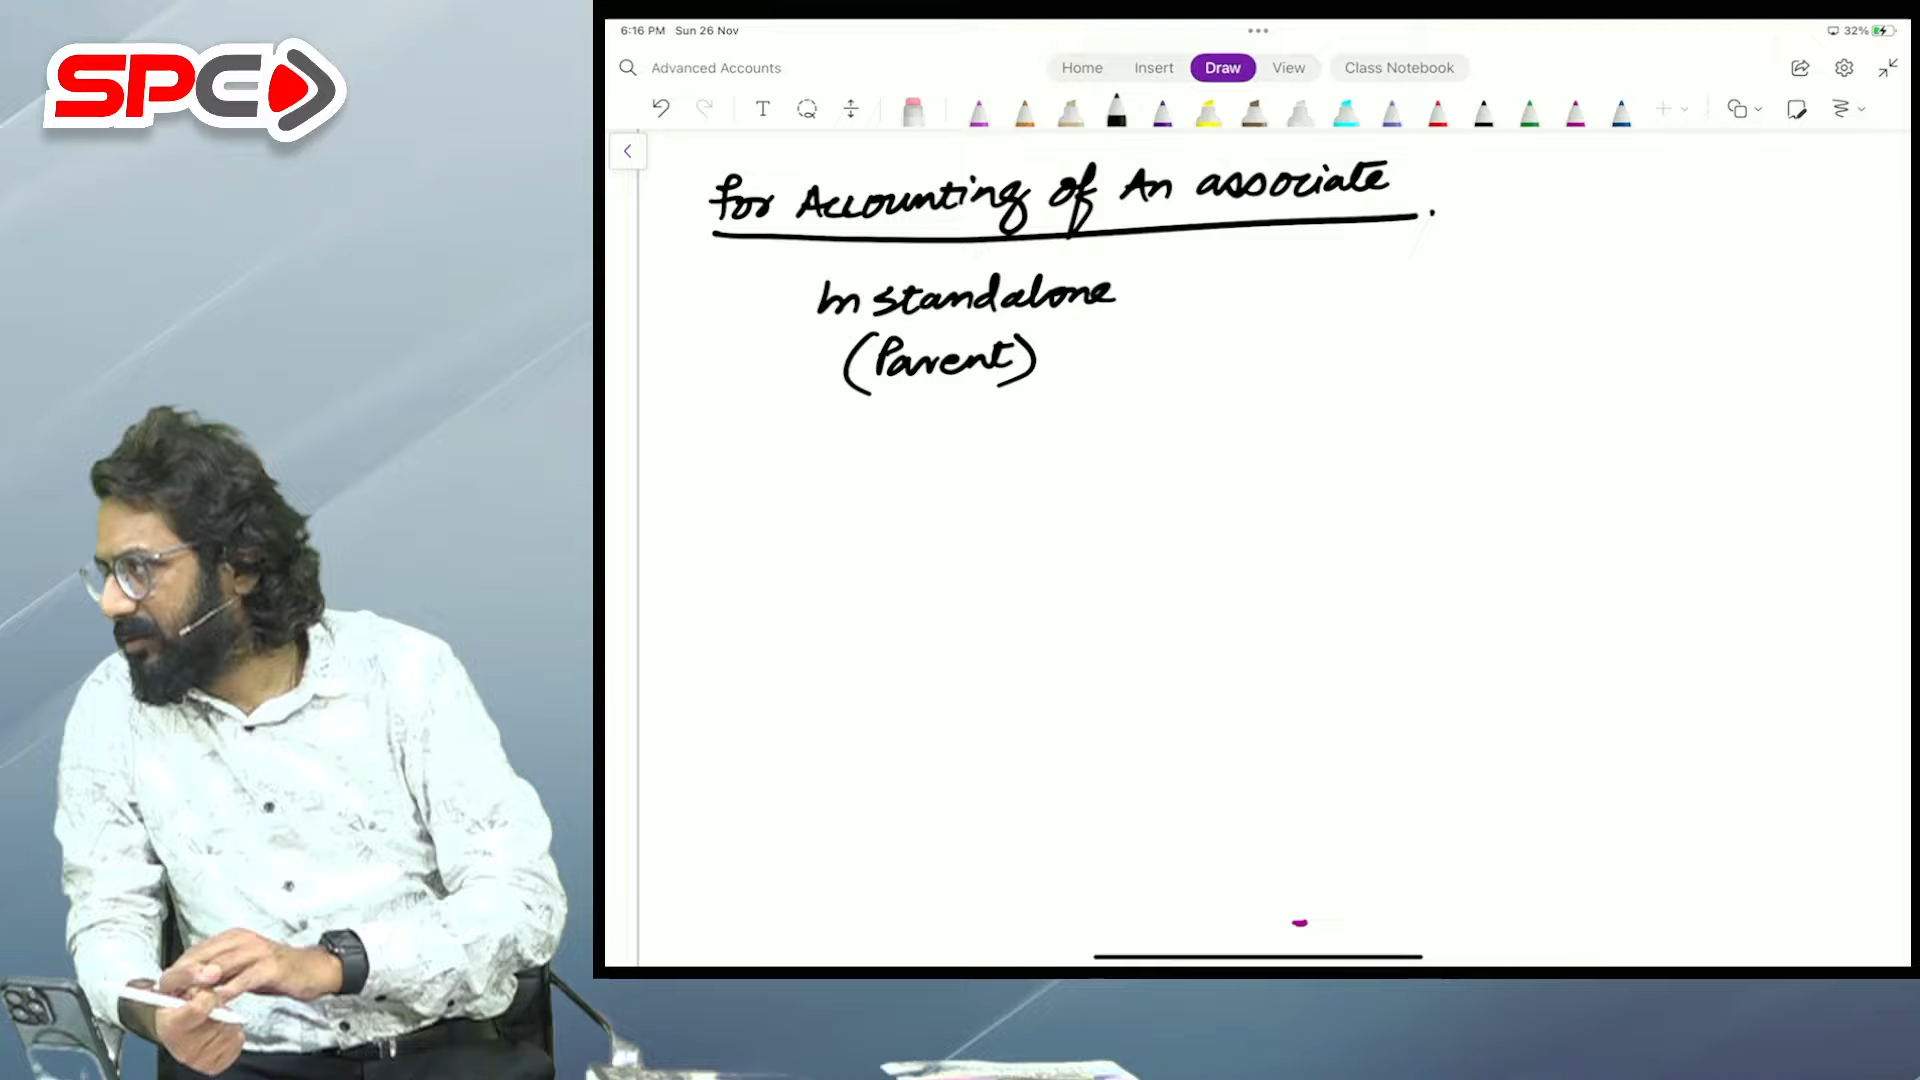 SPE
6:16 PM Sun 26 Nov
32%
Advanced Accounts
Home Insert Draw View Class Notebook
T
for Accounting of An associate.
In standalone
(Parent)